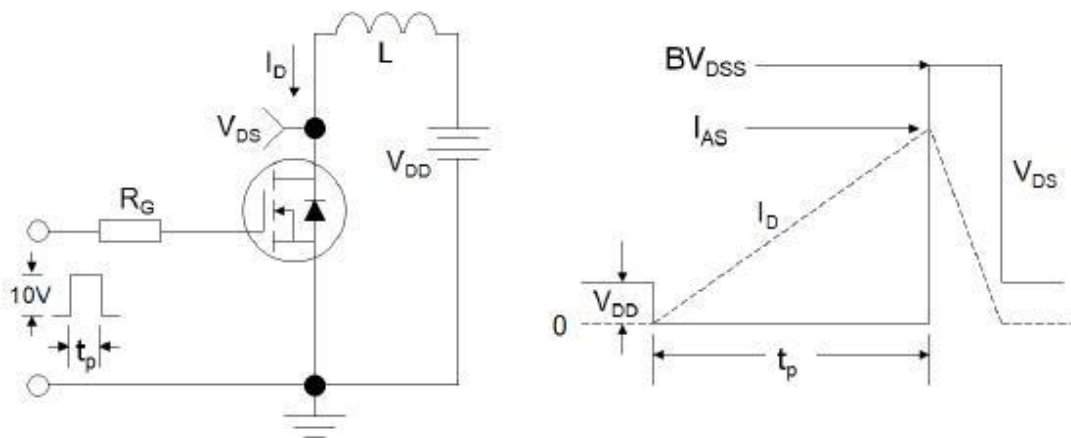 L
I_D
V_DS
V_DD
R_G
10V
t_p
BV_DSS
I_AS
V_DS
I_D
V_DD
0
t_p